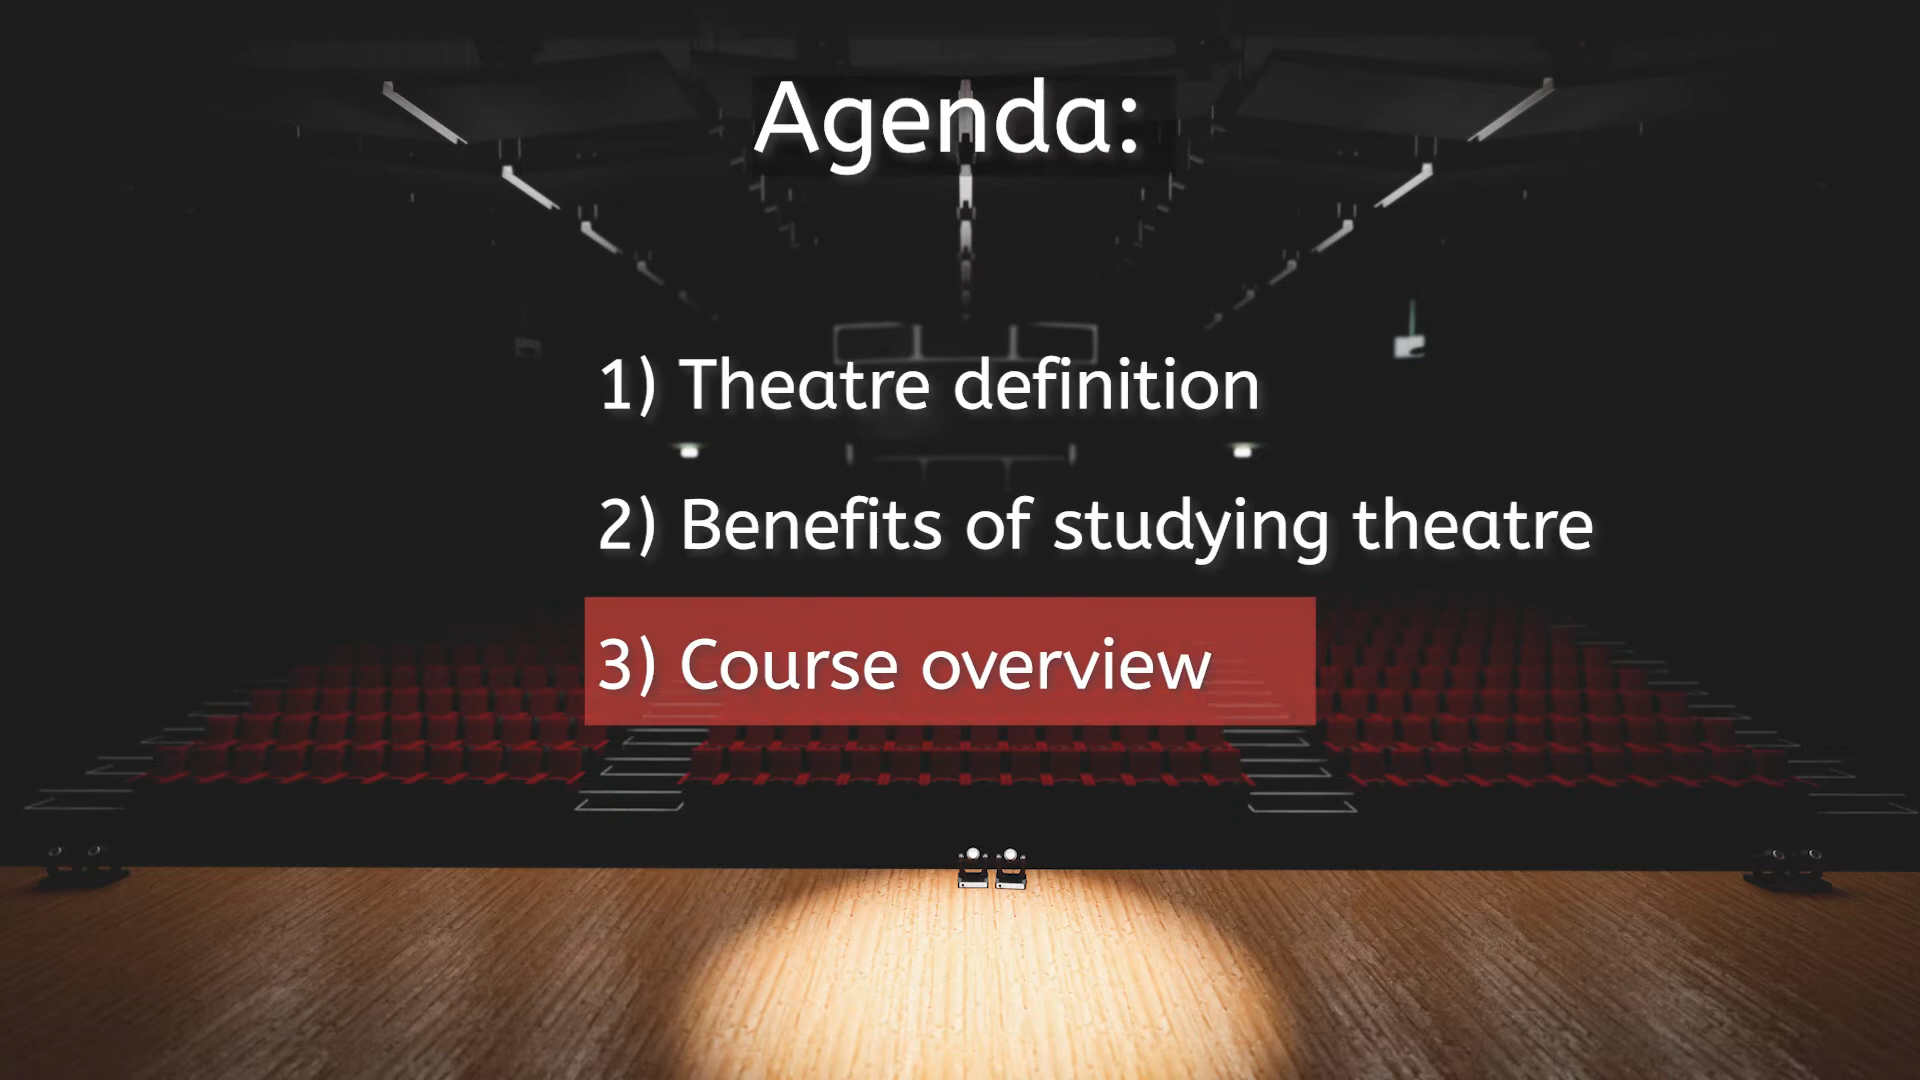 Agenda:
1) Theatre definition
2) Benefits of studying theatre
3) Course overview